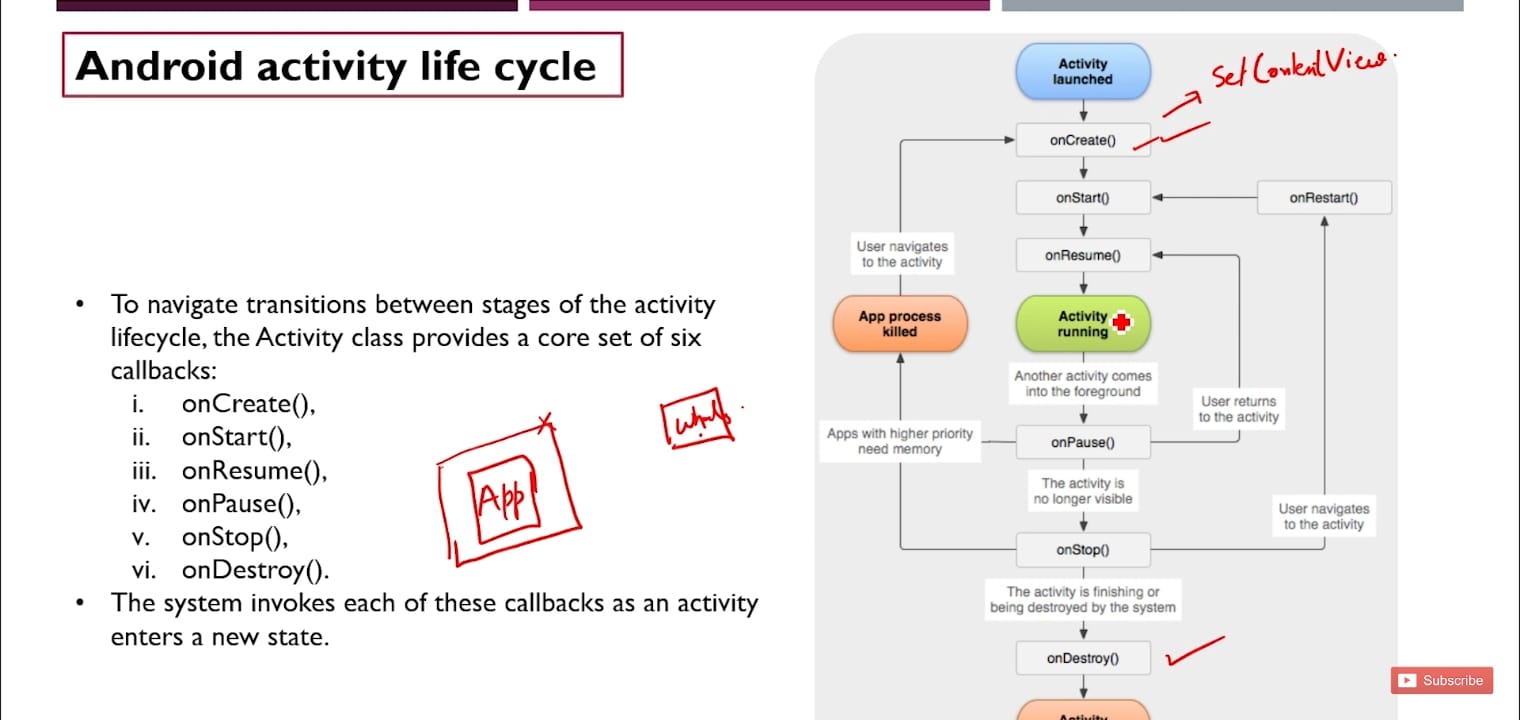 Android activity life cycle
• To navigate transitions between stages of the activity
lifecycle, the Activity class provides a core set of six
callbacks:
i. onCreate(),
ii. onStart(),
iii. onResume(),
iv. onPause(),
v. onStop(),
vi. onDestroy().
• The system invokes each of these callbacks as an activity
enters a new state.
App
Activity
launched
SetContentView
onCreate()
onStart()
onRestart()
User navigates
to the activity
onResume()
App process
killed
Activity
running
Another activity comes
into the foreground
User returns
to the activity
Apps with higher priority
need memory
onPause()
The activity is
no longer visible
User navigates
to the activity
onStop()
The activity is finishing or
being destroyed by the system
onDestroy()
Activity
Subscribe